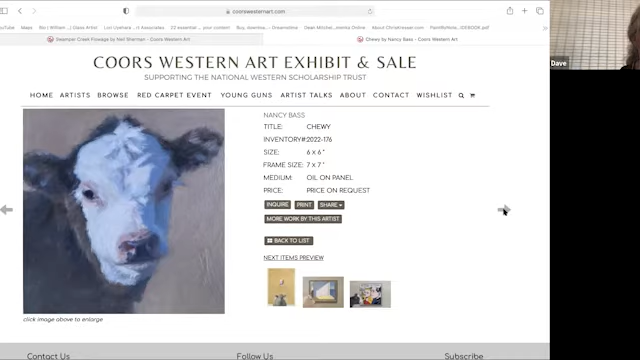 coorswesternart.com
Swamper Creek Flowage by Neil Sherman - Coors Western Art
Chewy by Nancy Bass - Coors Western Art
Dave
COORS WESTERN ART EXHIBIT & SALE
SUPPORTING THE NATIONAL WESTERN SCHOLARSHIP TRUST
HOME ARTISTS BROWSE RED CARPET EVENT YOUNG GUNS ARTIST TALKS ABOUT CONTACT WISHLIST
NANCY BASS
TITLE: CHEWY
INVENTORY#:2022-176
SIZE: 6 X 6 "
FRAME SIZE: 7 X 7 "
MEDIUM: OIL ON PANEL
PRICE: PRICE ON REQUEST
INQUIRE PRINT SHARE
MORE WORK BY THIS ARTIST
BACK TO LIST
NEXT ITEMS PREVIEW
click image above to enlarge
Contact Us Follow Us Subscribe